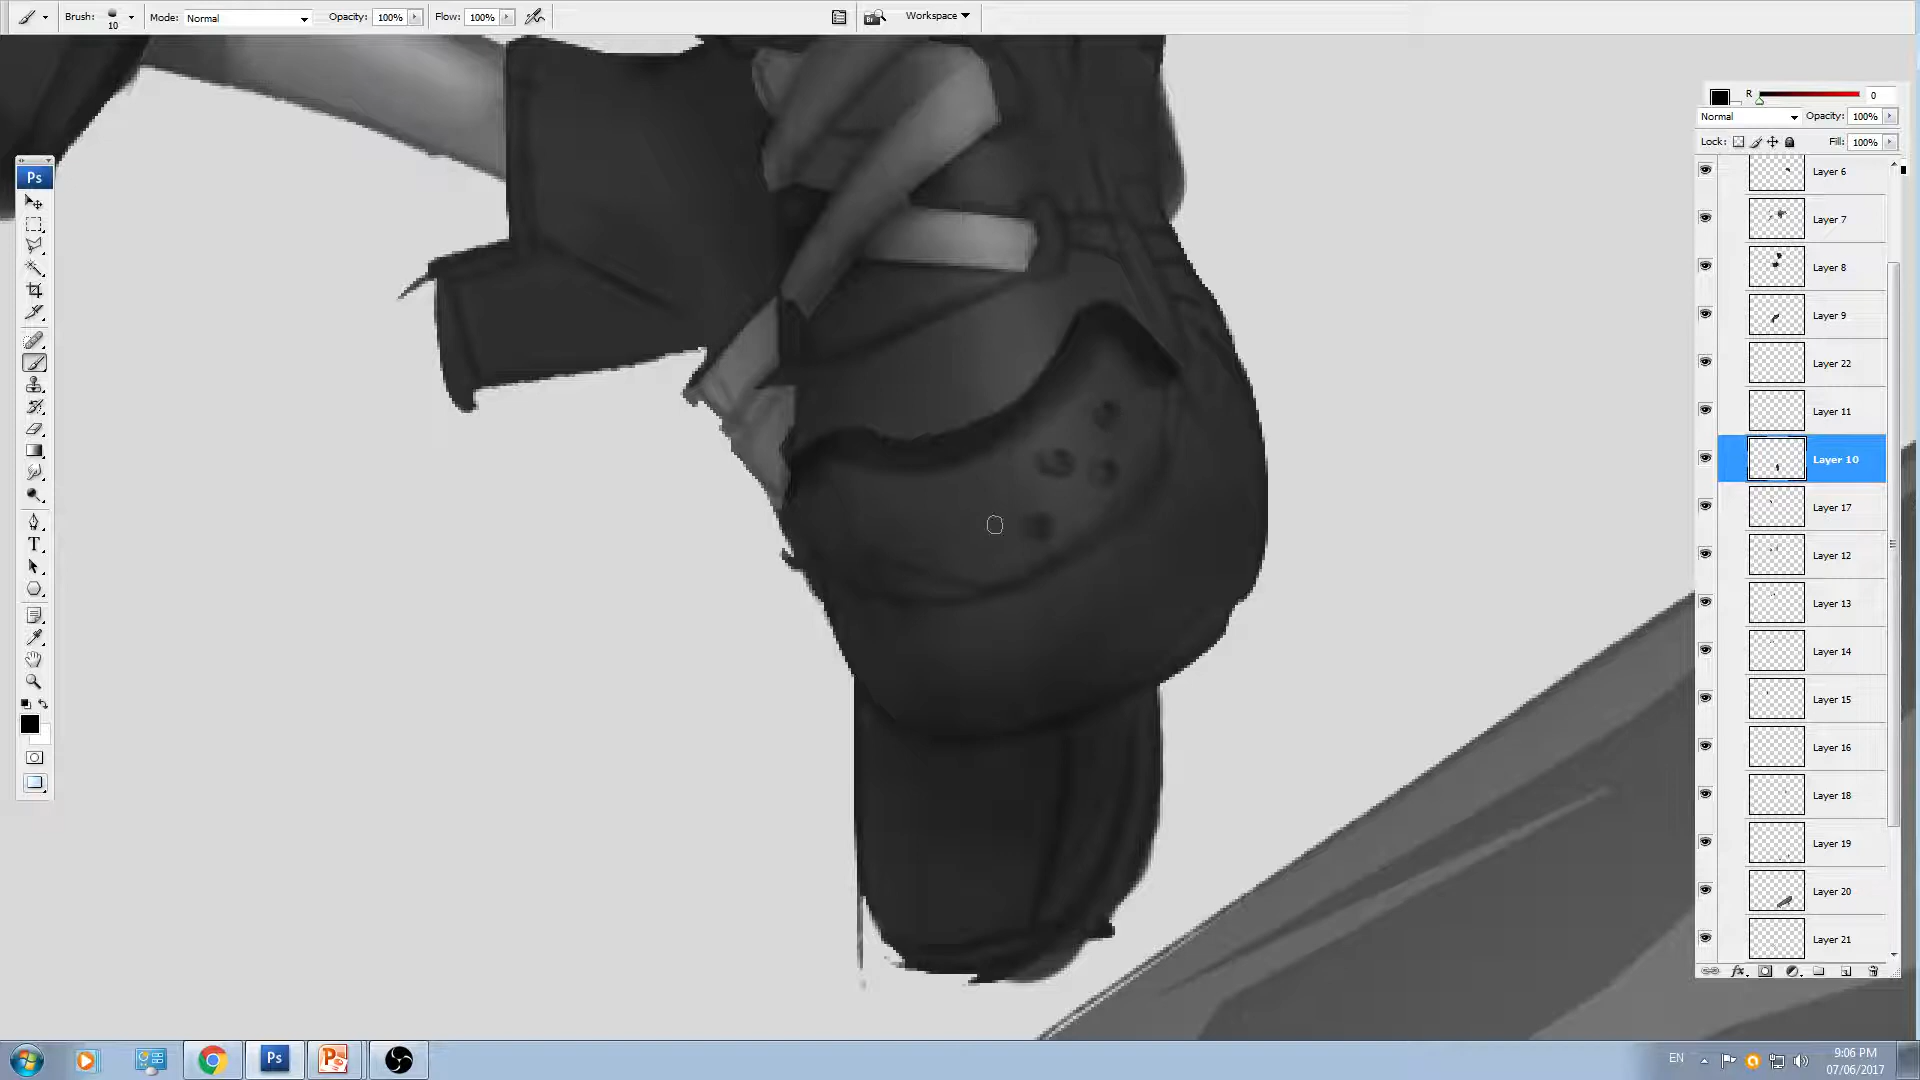 Brush: 10 Mode: Normal Opacity: 100% Flow: 100% Br Workspace
R 0
Normal Opacity: 100%
Lock: Fill: 100%
Ps
Layer 6
Layer 7
Layer 8
Layer 9
Layer 22
Layer 11
Layer 10
Layer 17
Layer 12
Layer 13
Layer 14
Layer 15
Layer 16
Layer 18
Layer 19
Layer 20
Layer 21
T
fx
Ps P EN 9:06 PM
07/06/2017